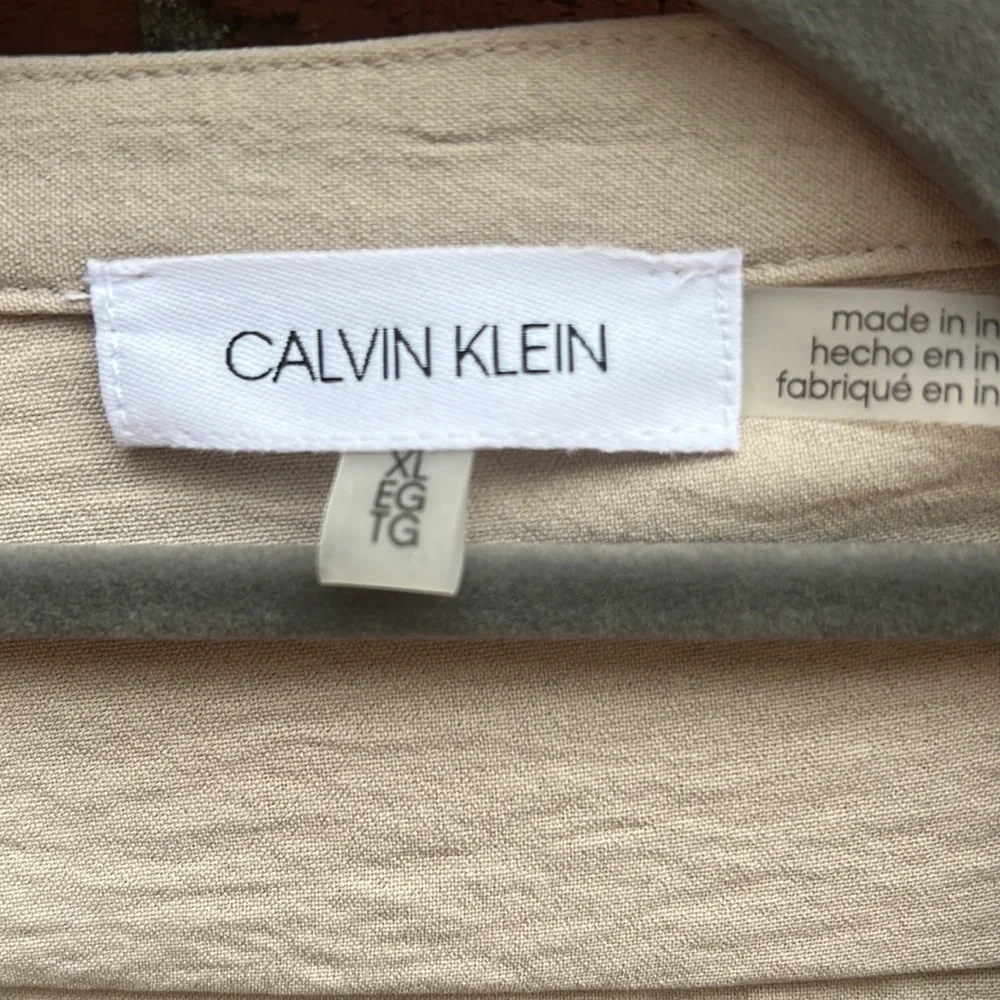 CALVIN KLEIN
made in in
hecho en in
fabriqué en in
XL
EG
TG